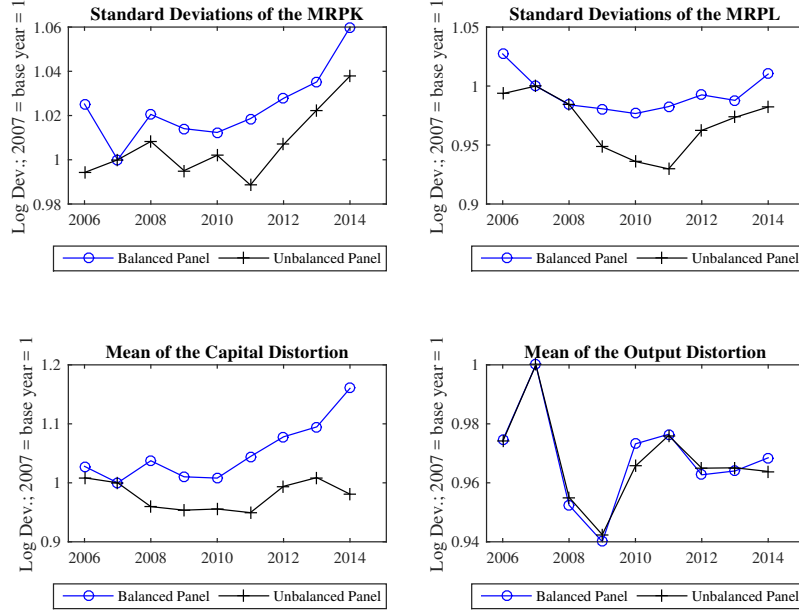 Standard Deviations of the MRPK
Log Dev.; 2007 = base year = 1
1.06
1.04
1.02
1
0.98
2006 2008 2010 2012 2014
Balanced Panel Unbalanced Panel
Standard Deviations of the MRPL
Log Dev.; 2007 = base year = 1
1.05
1
0.95
0.9
2006 2008 2010 2012 2014
Balanced Panel Unbalanced Panel
Mean of the Capital Distortion
Log Dev.; 2007 = base year = 1
1.2
1.1
1
0.9
2006 2008 2010 2012 2014
Balanced Panel Unbalanced Panel
Mean of the Output Distortion
Log Dev.; 2007 = base year = 1
1
0.98
0.96
0.94
2006 2008 2010 2012 2014
Balanced Panel Unbalanced Panel